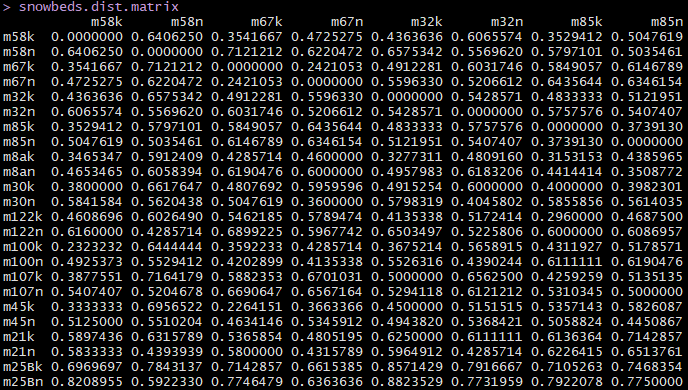 > snowbeds.dist.matrix
m58k m58n m67k m67n m32k m32n m85k m85n
m58k 0.0000000 0.6406250 0.3541667 0.4725275 0.4363636 0.6065574 0.3529412 0.5047619
m58n 0.6406250 0.0000000 0.7121212 0.6220472 0.6575342 0.5569620 0.5797101 0.5035461
m67k 0.3541667 0.7121212 0.0000000 0.2421053 0.4912281 0.6031746 0.5849057 0.6146789
m67n 0.4725275 0.6220472 0.2421053 0.0000000 0.5596330 0.5206612 0.6435644 0.6346154
m32k 0.4363636 0.6575342 0.4912281 0.5596330 0.0000000 0.5428571 0.4833333 0.5121951
m32n 0.6065574 0.5569620 0.6031746 0.5206612 0.5428571 0.0000000 0.5757576 0.5407407
m85k 0.3529412 0.5797101 0.5849057 0.6435644 0.4833333 0.5757576 0.0000000 0.3739130
m85n 0.5047619 0.5035461 0.6146789 0.6346154 0.5121951 0.5407407 0.3739130 0.0000000
m8ak 0.3465347 0.5912409 0.4285714 0.4600000 0.3277311 0.4809160 0.3153153 0.4385965
m8an 0.4653465 0.6058394 0.6190476 0.6000000 0.4957983 0.6183206 0.4414414 0.3508772
m30k 0.3800000 0.6617647 0.4807692 0.5959596 0.4915254 0.6000000 0.4000000 0.3982301
m30n 0.5841584 0.5620438 0.5047619 0.3600000 0.5798319 0.4045802 0.5855856 0.5614035
m122k 0.4608696 0.6026490 0.5462185 0.5789474 0.4135338 0.5172414 0.2960000 0.4687500
m122n 0.6160000 0.4285714 0.6899225 0.5967742 0.6503497 0.5225806 0.6000000 0.6086957
m100k 0.2323232 0.6444444 0.3592233 0.4285714 0.3675214 0.5658915 0.4311927 0.5178571
m100n 0.4925373 0.5529412 0.4202899 0.4135338 0.5526316 0.4390244 0.6111111 0.6190476
m107k 0.3877551 0.7164179 0.5882353 0.6701031 0.5000000 0.6562500 0.4259259 0.5135135
m107n 0.5407407 0.5204678 0.6690647 0.6567164 0.5294118 0.6121212 0.5310345 0.5000000
m45k 0.3333333 0.6956522 0.2264151 0.3663366 0.4500000 0.5151515 0.5357143 0.5826087
m45n 0.5125000 0.5510204 0.4634146 0.5345912 0.4943820 0.5368421 0.5058824 0.4450867
m21k 0.5897436 0.6315789 0.5365854 0.4805195 0.6250000 0.6111111 0.6136364 0.7142857
m21n 0.5833333 0.4393939 0.5800000 0.4315789 0.5964912 0.4285714 0.6226415 0.6513761
m25Bk 0.6969697 0.7843137 0.7142857 0.6615385 0.8571429 0.7916667 0.7105263 0.7468354
m25Bn 0.8208955 0.5922330 0.7746479 0.6363636 0.8823529 0.7731959 0.7922078 0.7750000